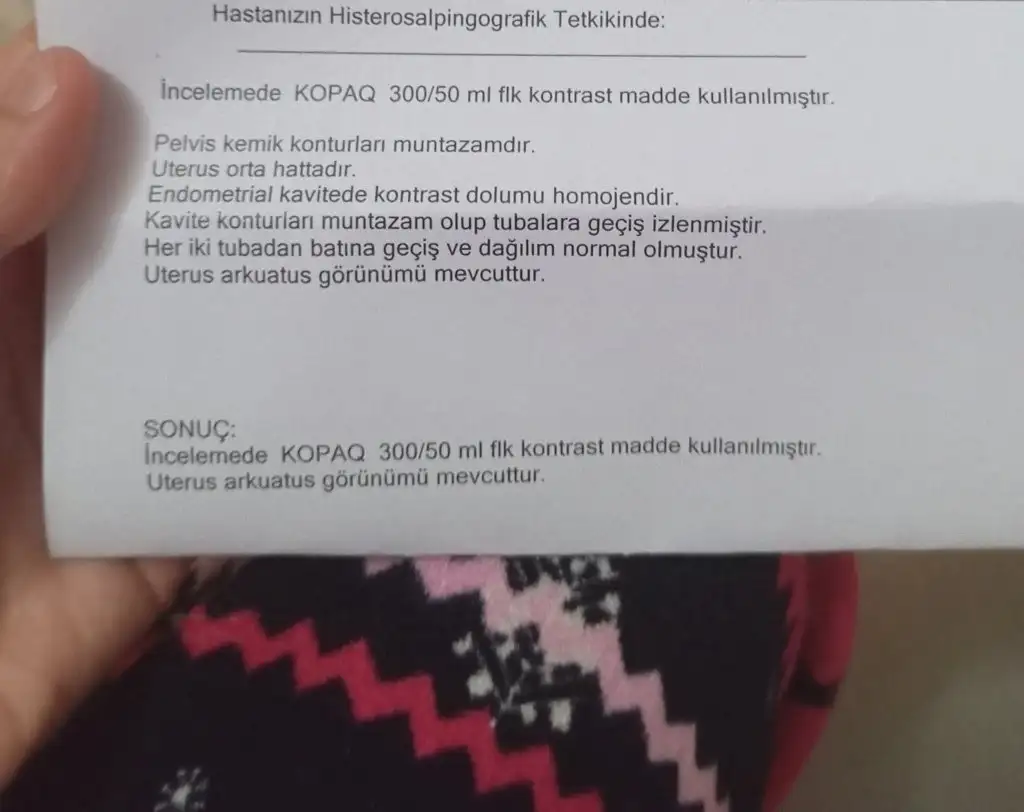 Hastanızın Histerosalpingografik Tetkikinde:
İncelemede KOPAQ 300/50 ml flk kontrast madde kullanılmıştır.
Pelvis kemik konturları muntazamdır.
Uterus orta hattadır.
Endometrial kavitede kontrast dolumu homojendir.
Kavite konturları muntazam olup tubalara geçiş izlenmiştir.
Her iki tubadan batına geçiş ve dağılım normal olmuştur.
Uterus arkuatus görünümü mevcuttur.
SONUÇ:
İncelemede KOPAQ 300/50 ml flk kontrast madde kullanılmıştır.
Uterus arkuatus görünümü mevcuttur.